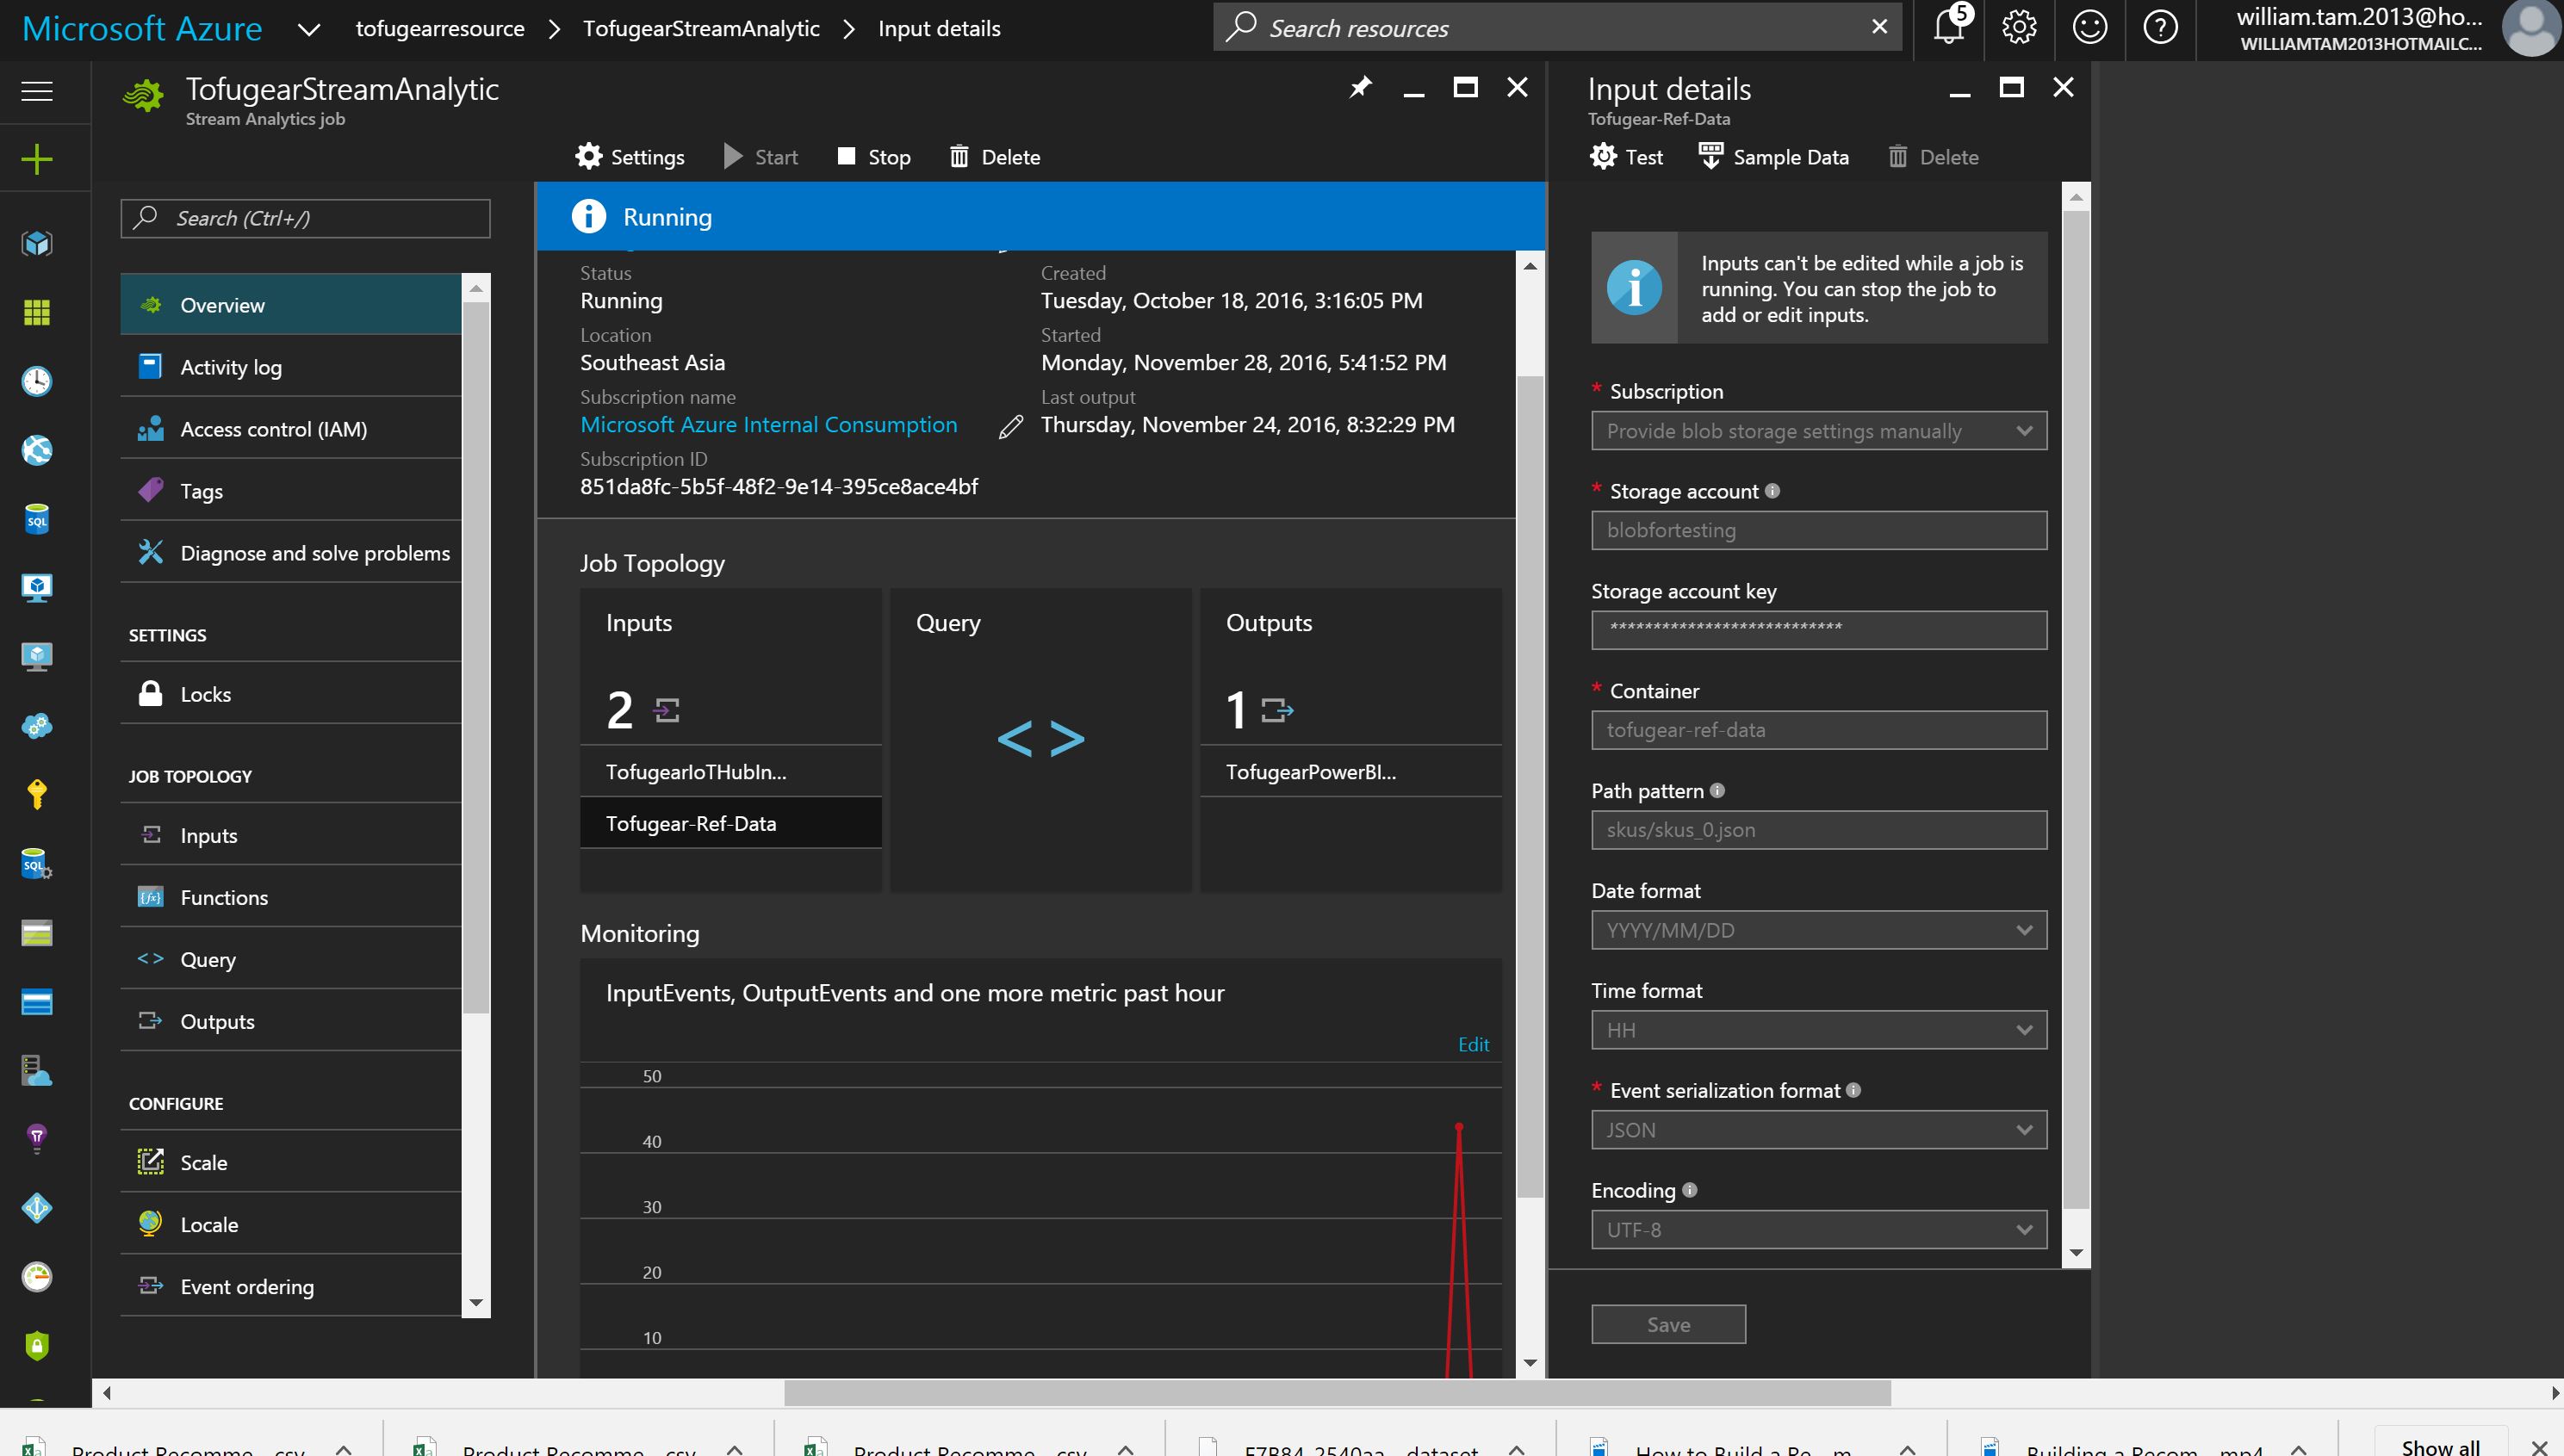 Microsoft Azure
tofugearresource
TofugearStreamAnalytic
Input details
Search resources
5
william.tam.2013@ho...
WILLIAMTAM2013HOTMAILC...
TofugearStreamAnalytic
Stream Analytics job
Settings
Start
Stop
Delete
Search (Ctrl+/)
Overview
Activity log
Access control (IAM)
Tags
Diagnose and solve problems
SETTINGS
Locks
JOB TOPOLOGY
Inputs
Functions
Query
Outputs
CONFIGURE
Scale
Locale
Event ordering
Running
Status
Running
Location
Southeast Asia
Subscription name
Microsoft Azure Internal Consumption
Subscription ID
851da8fc-5b5f-48f2-9e14-395ce8ace4bf
Created
Tuesday, October 18, 2016, 3:16:05 PM
Started
Monday, November 28, 2016, 5:41:52 PM
Last output
Thursday, November 24, 2016, 8:32:29 PM
Job Topology
Inputs
2
TofugearIoTHubIn...
Tofugear-Ref-Data
Query
< >
Outputs
1
TofugearPowerBI...
Monitoring
InputEvents, OutputEvents and one more metric past hour
Edit
50
40
30
20
10
Input details
Tofugear-Ref-Data
Test
Sample Data
Delete
Inputs can't be edited while a job is
running. You can stop the job to
add or edit inputs.
* Subscription
Provide blob storage settings manually
* Storage account
blobfortesting
Storage account key
****************************
* Container
tofugear-ref-data
Path pattern
skus/skus_0.json
Date format
YYYY/MM/DD
Time format
HH
* Event serialization format
JSON
Encoding
UTF-8
Save
Product Recomme....csv
Product Recomme....csv
Product Recomme....csv
F7B84_2540aa....dataset
How to Build a Re....m
Building a Recom....mp4
Show all